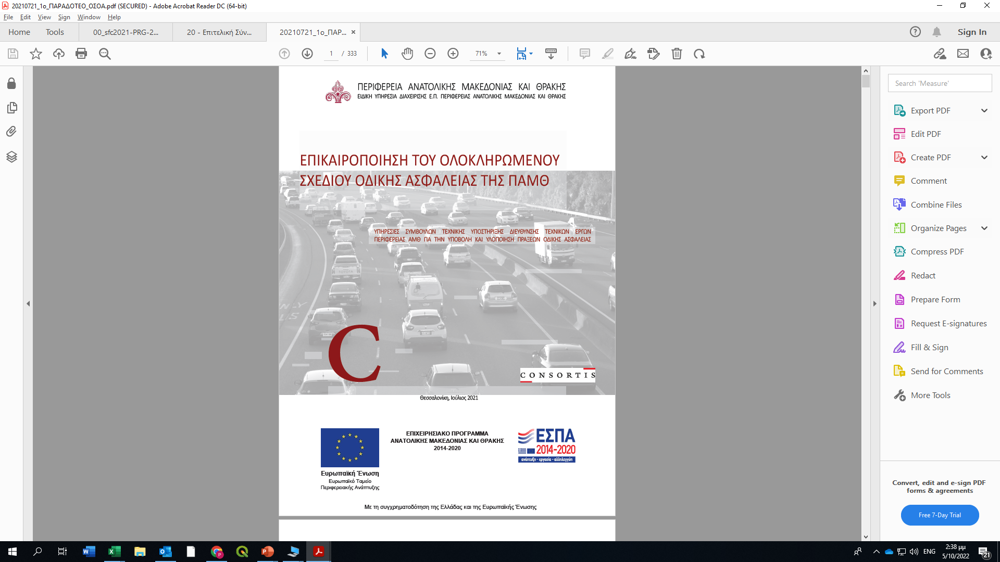 20210721_1ο_ΠΑΡΑΔΟΤΕΟ_ΟΣΟΑ.pdf (SECURED) - Adobe Acrobat Reader DC (64-bit)
File Edit View Sign Window Help
Home Tools 00_sfc2021-PRG-2... 20 - Επιτελική Σύν... 20210721_1ο_ΠΑΡ... Sign In
1 / 333 71%
ΠΕΡΙΦΕΡΕΙΑ ΑΝΑΤΟΛΙΚΗΣ ΜΑΚΕΔΟΝΙΑΣ ΚΑΙ ΘΡΑΚΗΣ
ΕΙΔΙΚΗ ΥΠΗΡΕΣΙΑ ΔΙΑΧΕΙΡΙΣΗΣ Ε.Π. ΠΕΡΙΦΕΡΕΙΑΣ ΑΝΑΤΟΛΙΚΗΣ ΜΑΚΕΔΟΝΙΑΣ ΚΑΙ ΘΡΑΚΗΣ
ΕΠΙΚΑΙΡΟΠΟΙΗΣΗ ΤΟΥ ΟΛΟΚΛΗΡΩΜΕΝΟΥ
ΣΧΕΔΙΟΥ ΟΔΙΚΗΣ ΑΣΦΑΛΕΙΑΣ ΤΗΣ ΠΑΜΘ
ΥΠΗΡΕΣΙΕΣ ΣΥΜΒΟΥΛΩΝ ΤΕΧΝΙΚΗΣ ΥΠΟΣΤΗΡΙΞΗΣ ΔΙΕΥΘΥΝΣΗΣ ΤΕΧΝΙΚΩΝ ΕΡΓΩΝ
ΠΕΡΙΦΕΡΕΙΑΣ ΑΜΘ ΓΙΑ ΤΗΝ ΥΠΟΒΟΛΗ ΚΑΙ ΥΛΟΠΟΙΗΣΗ ΠΡΑΞΕΩΝ ΟΔΙΚΗΣ ΑΣΦΑΛΕΙΑΣ
TOYOTA
C
CONSORTIS
Θεσσαλονίκη, Ιούλιος 2021
ΕΠΙΧΕΙΡΗΣΙΑΚΟ ΠΡΟΓΡΑΜΜΑ
ΑΝΑΤΟΛΙΚΗΣ ΜΑΚΕΔΟΝΙΑΣ ΚΑΙ ΘΡΑΚΗΣ
2014-2020
ΕΣΠΑ
2014-2020
ανάπτυξη - εργασία - αλληλεγγύη
Ευρωπαϊκή Ένωση
Ευρωπαϊκό Ταμείο
Περιφερειακής Ανάπτυξης
Με τη συγχρηματοδότηση της Ελλάδας και της Ευρωπαϊκής Ένωσης
Search 'Measure'
Export PDF
Edit PDF
Create PDF
Comment
Combine Files
Organize Pages
Compress PDF
Redact
Prepare Form
Request E-signatures
Fill & Sign
Send for Comments
More Tools
Convert, edit and e-sign PDF
forms & agreements
Free 7-Day Trial
ENG
2:38 μμ
5/10/2022
21